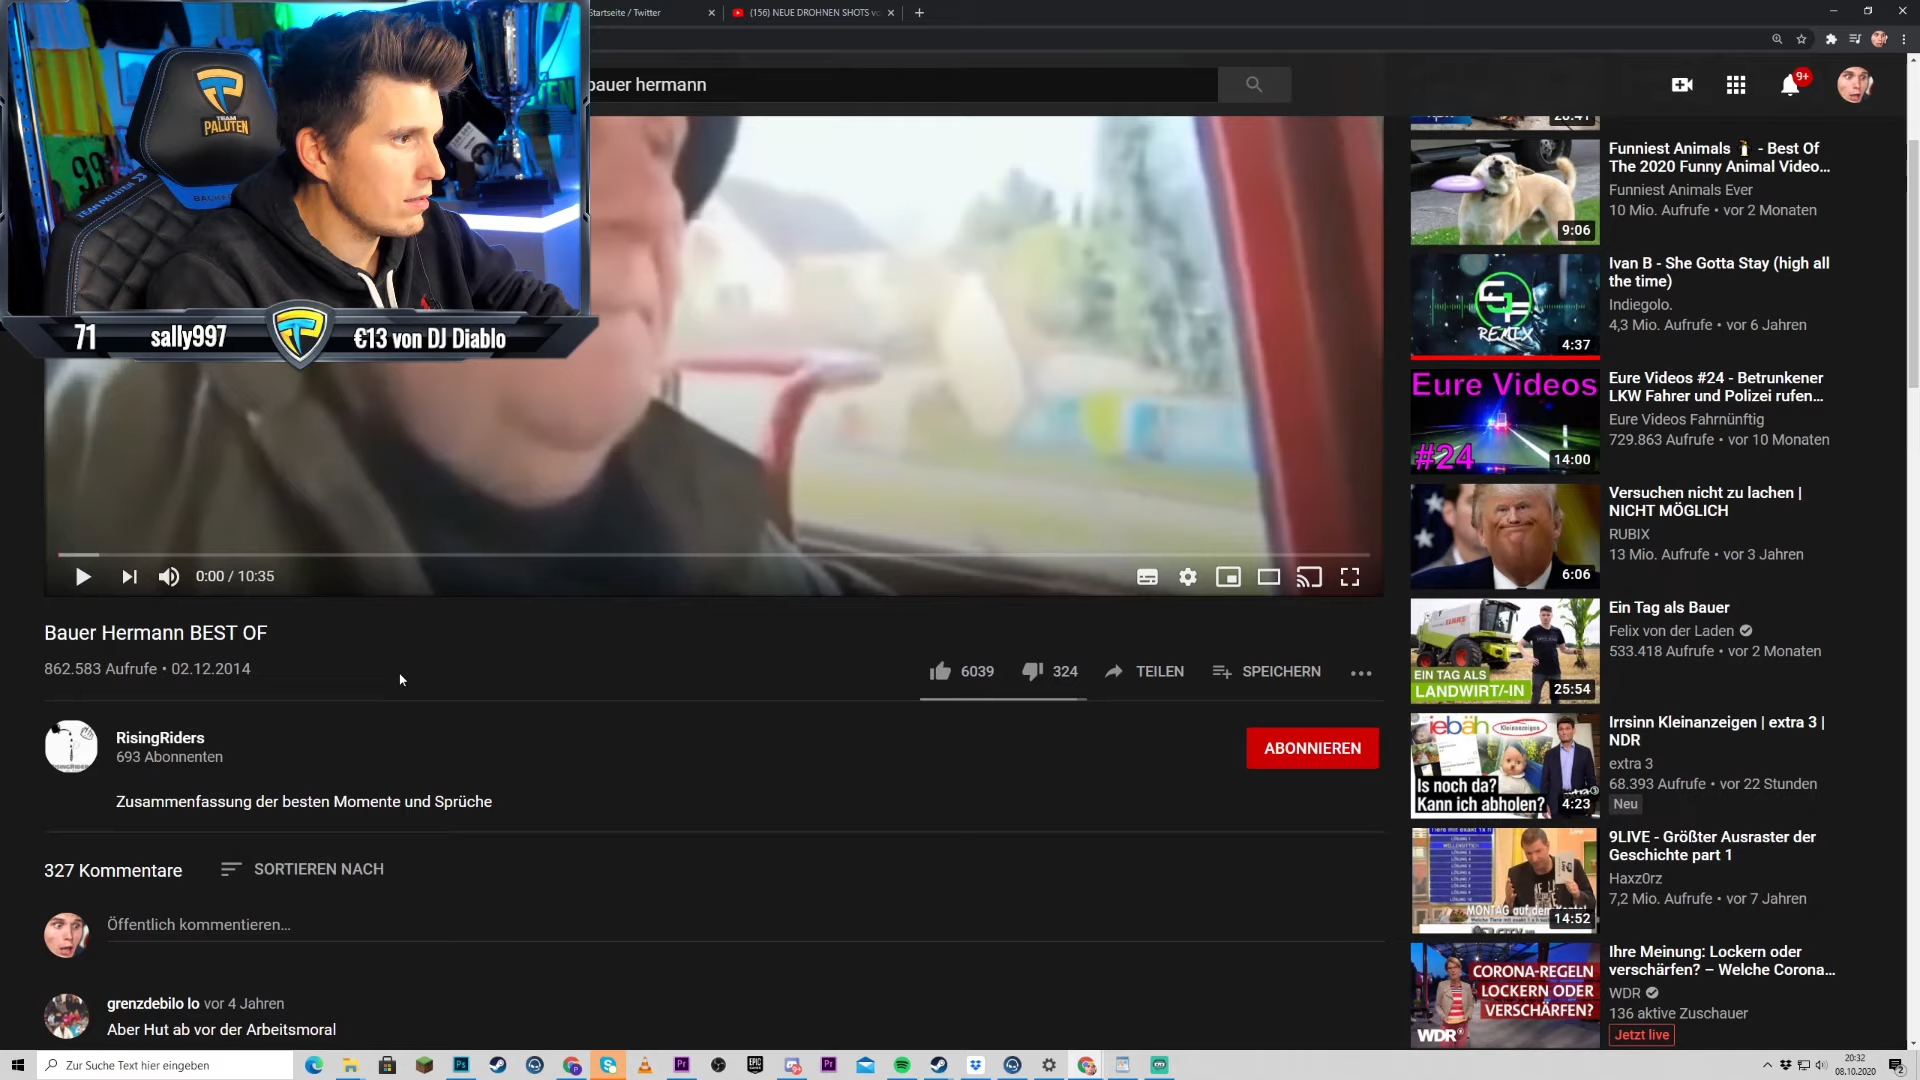 Startseite / Twitter
(156) NEUE DROHNEN SHOTS vo
bauer hermann
9+
TEAM
PALUTEN
99
71
sally997
€13 von DJ Diablo
0:00 / 10:35
Bauer Hermann BEST OF
862.583 Aufrufe • 02.12.2014
6039
324
TEILEN
SPEICHERN
RisingRiders
693 Abonnenten
ABONNIEREN
Zusammenfassung der besten Momente und Sprüche
327 Kommentare
SORTIEREN NACH
Öffentlich kommentieren...
grenzdebilo lo vor 4 Jahren
Aber Hut ab vor der Arbeitsmoral
Funniest Animals - Best Of
The 2020 Funny Animal Video...
Funniest Animals Ever
10 Mio. Aufrufe • vor 2 Monaten
9:06
Ivan B - She Gotta Stay (high all
the time)
Indiegolo.
4,3 Mio. Aufrufe • vor 6 Jahren
REMIX
4:37
Eure Videos
#24
14:00
Eure Videos #24 - Betrunkener
LKW Fahrer und Polizei rufen...
Eure Videos Fahrnünftig
729.863 Aufrufe • vor 10 Monaten
Versuchen nicht zu lachen |
NICHT MÖGLICH
RUBIX
13 Mio. Aufrufe • vor 3 Jahren
6:06
Ein Tag als Bauer
Felix von der Laden
533.418 Aufrufe • vor 2 Monaten
CLAAS
EIN TAG ALS
LANDWIRT/-IN
25:54
iebäh
Kleinanzeigen
Is noch da?
Kann ich abholen?
4:23
Irrsinn Kleinanzeigen | extra 3 |
NDR
extra 3
68.393 Aufrufe • vor 22 Stunden
Neu
9LIVE - Größter Ausraster der
Geschichte part 1
Haxz0rz
7,2 Mio. Aufrufe • vor 7 Jahren
14:52
CORONA-REGELN
LOCKERN ODER
VERSCHÄRFEN?
WDR
Ihre Meinung: Lockern oder
verschärfen? – Welche Corona...
WDR
136 aktive Zuschauer
Jetzt live
Zur Suche Text hier eingeben
20:32
08.10.2020